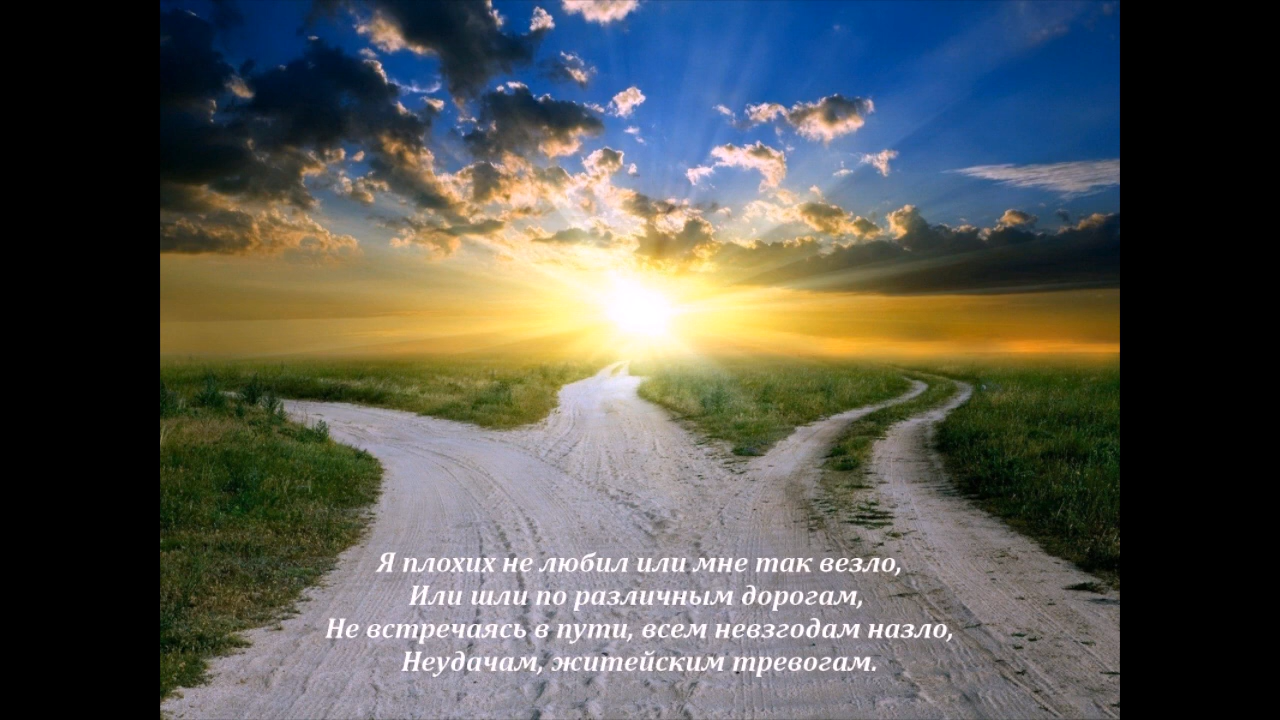 Я плохих не любил или мне так везло,
Или шли по различным дорогам,
Не встречаясь в пути, всем невзгодам назло,
Неудачам, житейским тревогам.